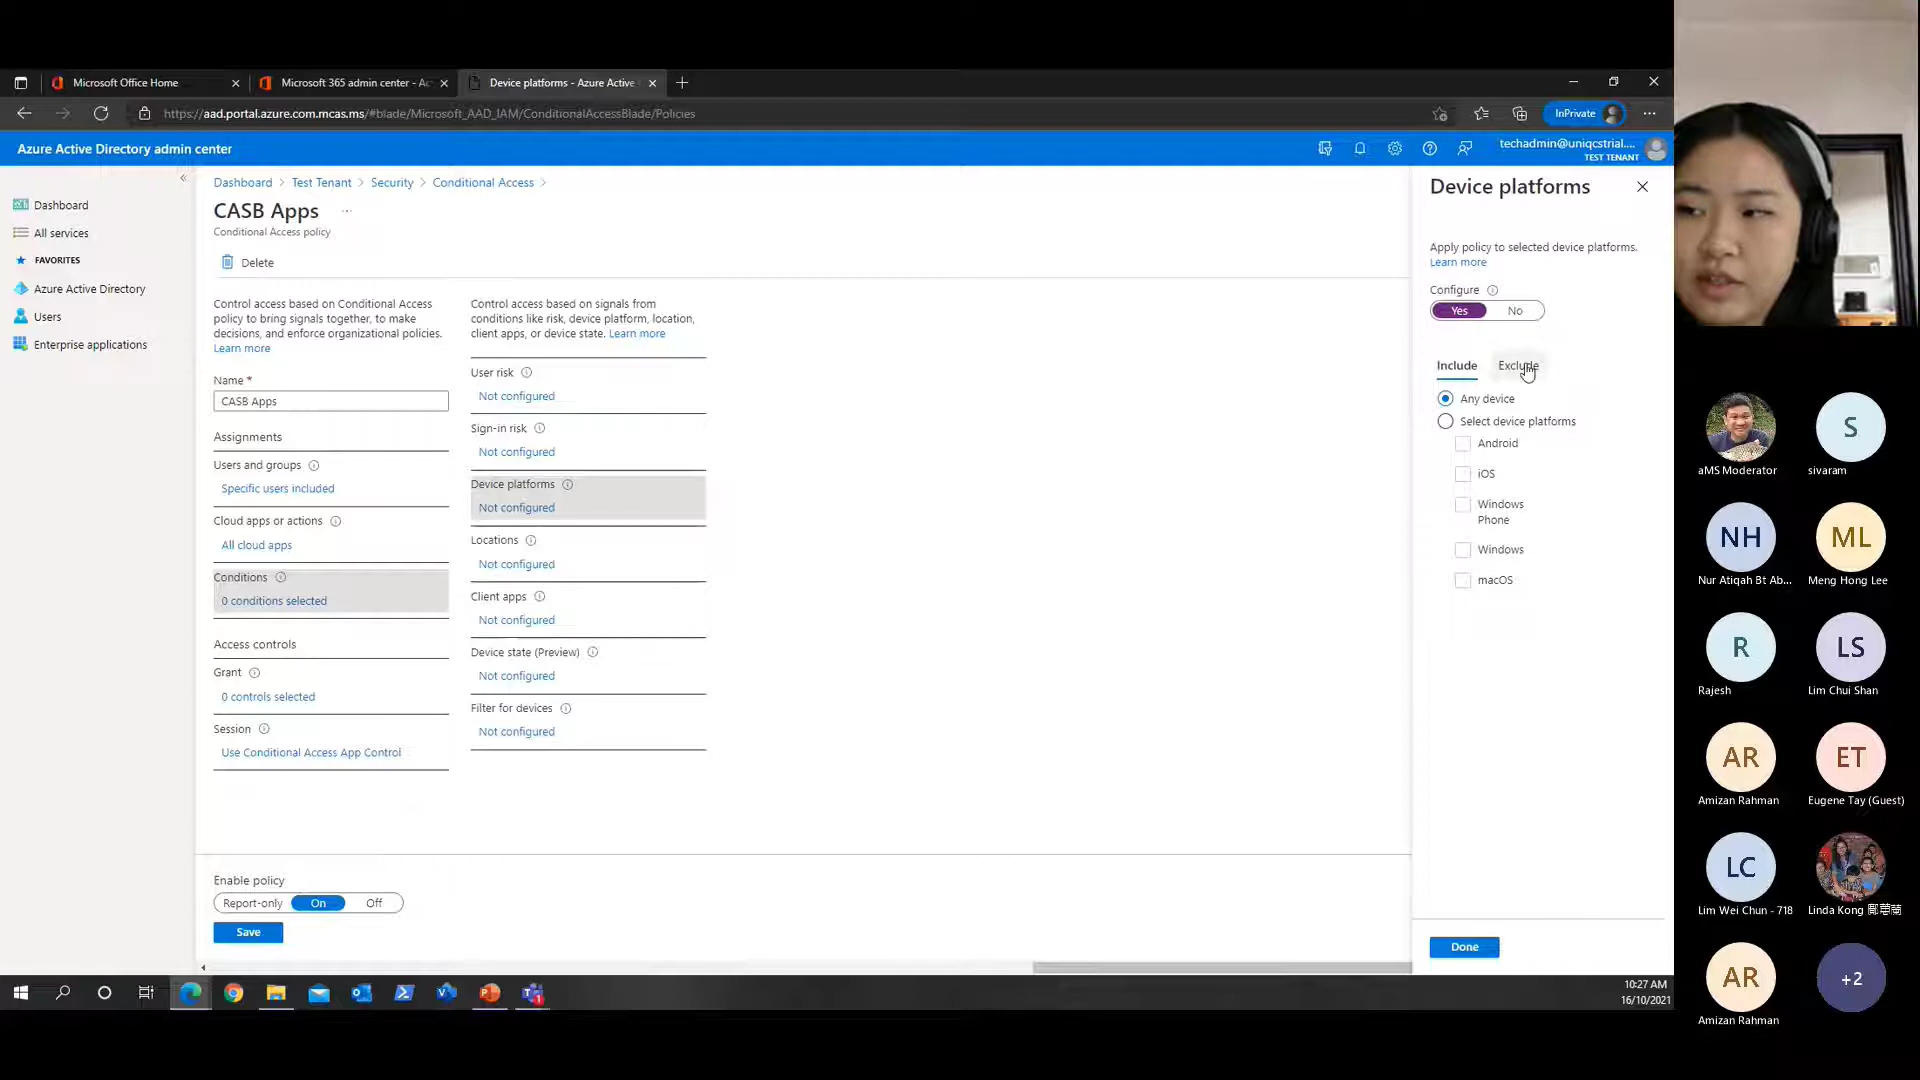 Microsoft Office Home
Microsoft 365 admin center - Ac
Device platforms - Azure Active
https://aad.portal.azure.com.mcas.ms/#blade/Microsoft_AAD_IAM/ConditionalAccessBlade/Policies
InPrivate
Azure Active Directory admin center
techadmin@uniqcstrial....
TEST TENANT
Dashboard
All services
FAVORITES
Azure Active Directory
Users
Enterprise applications
Dashboard > Test Tenant > Security > Conditional Access >
CASB Apps ...
Conditional Access policy
Delete
Control access based on Conditional Access
policy to bring signals together, to make
decisions, and enforce organizational policies.
Learn more
Name *
CASB Apps
Assignments
Users and groups
Specific users included
Cloud apps or actions
All cloud apps
Conditions
0 conditions selected
Access controls
Grant
0 controls selected
Session
Use Conditional Access App Control
Enable policy
Report-only On Off
Save
Control access based on signals from
conditions like risk, device platform, location,
client apps, or device state. Learn more
User risk
Not configured
Sign-in risk
Not configured
Device platforms
Not configured
Locations
Not configured
Client apps
Not configured
Device state (Preview)
Not configured
Filter for devices
Not configured
Device platforms
Apply policy to selected device platforms.
Learn more
Configure
Yes No
Include Exclude
Any device
Select device platforms
Android
iOS
Windows
Phone
Windows
macOS
Done
10:27 AM
16/10/2021
S
aMS Moderator
sivaram
NH
ML
Nur Atiqah Bt Ab...
Meng Hong Lee
R
LS
Rajesh
Lim Chui Shan
AR
ET
Amizan Rahman
Eugene Tay (Guest)
LC
Lim Wei Chun - 718
Linda Kong
AR
+2
Amizan Rahman